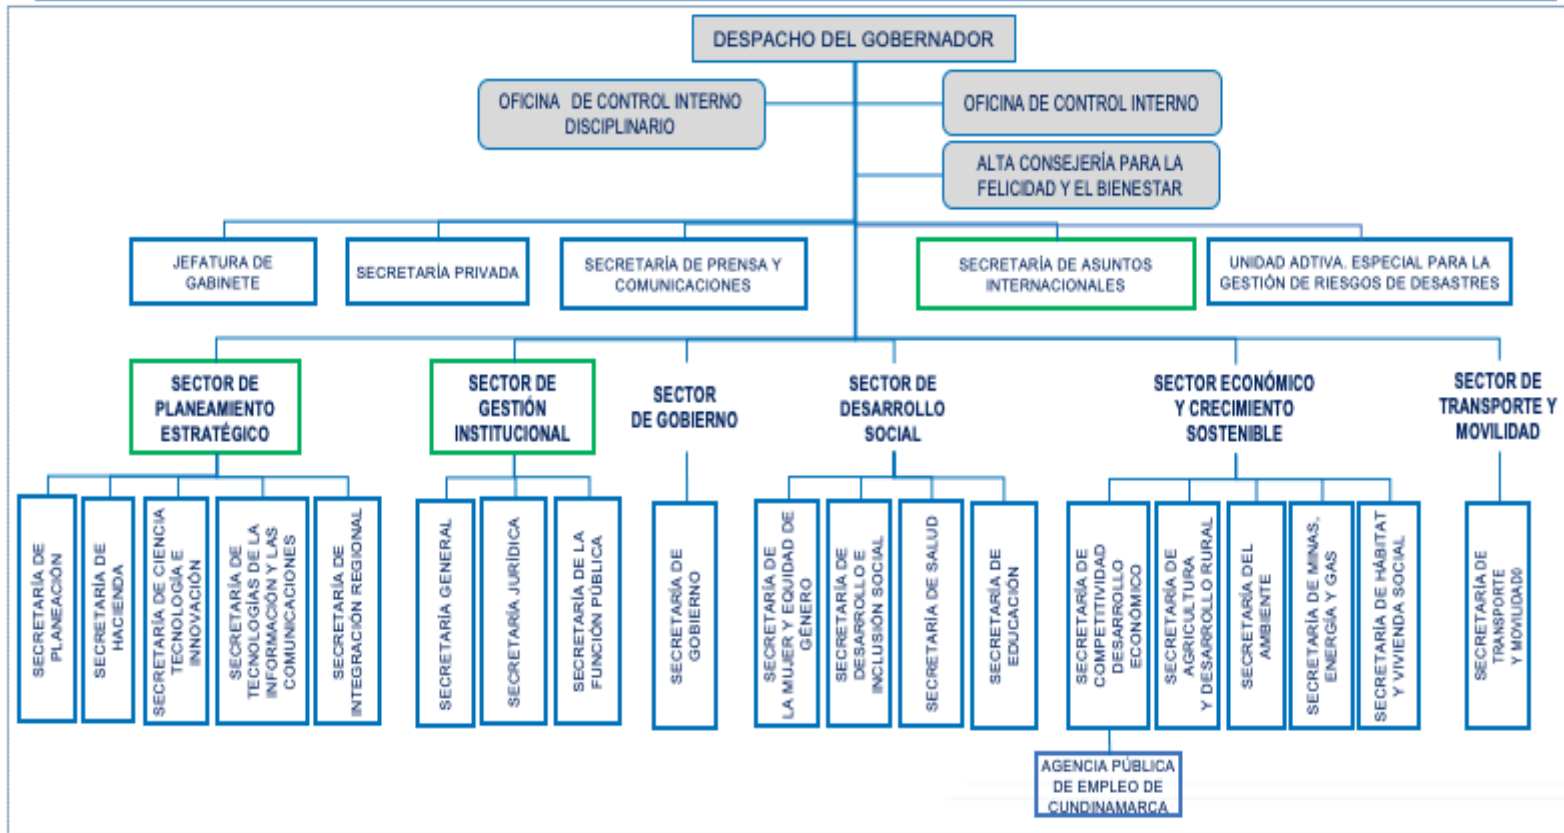 DESPACHO DEL GOBERNADOR
OFICINA DE CONTROL INTERNO
DISCIPLINARIO
OFICINA DE CONTROL INTERNO
ALTA CONSEJERÍA PARA LA
FELICIDAD Y EL BIENESTAR
JEFATURA DE
GABINETE
SECRETARÍA PRIVADA
SECRETARÍA DE PRENSA Y
COMUNICACIONES
SECRETARÍA DE ASUNTOS
INTERNACIONALES
UNIDAD ADTIVA. ESPECIAL PARA LA
GESTIÓN DE RIESGOS DE DESASTRES
SECTOR DE
PLANEAMIENTO
ESTRATÉGICO
SECTOR DE
GESTIÓN
INSTITUCIONAL
SECTOR
DE GOBIERNO
SECTOR DE
DESARROLLO
SOCIAL
SECTOR ECONÓMICO
Y CRECIMIENTO
SOSTENIBLE
SECTOR DE
TRANSPORTE Y
MOVILIDAD
SECRETARÍA DE
PLANEACIÓN
SECRETARÍA DE
HACIENDA
SECRETARÍA DE CIENCIA
TECNOLOGÍA E
INNOVACIÓN
SECRETARÍA DE
TECNOLOGÍAS DE LA
INFORMACIÓN Y LAS
COMUNICACIONES
SECRETARÍA DE
INTEGRACIÓN REGIONAL
SECRETARÍA GENERAL
SECRETARÍA JURÍDICA
SECRETARÍA DE LA
FUNCIÓN PÚBLICA
SECRETARÍA DE
GOBIERNO
SECRETARÍA DE
LA MUJER Y EQUIDAD DE
GÉNERO
SECRETARÍA DE
DESARROLLO E
INCLUSIÓN SOCIAL
SECRETARÍA DE SALUD
SECRETARÍA DE
EDUCACIÓN
SECRETARÍA DE
COMPETITIVIDAD
DESARROLLO
ECONÓMICO
SECRETARÍA DE
AGRICULTURA
Y DESARROLLO RURAL
SECRETARÍA DEL
AMBIENTE
SECRETARÍA DE MINAS,
ENERGÍA Y GAS
SECRETARÍA DE HÁBITAT
Y VIVIENDA SOCIAL
SECRETARÍA DE
TRANSPORTE
Y MOVILIDAD0
AGENCIA PÚBLICA
DE EMPLEO DE
CUNDINAMARCA